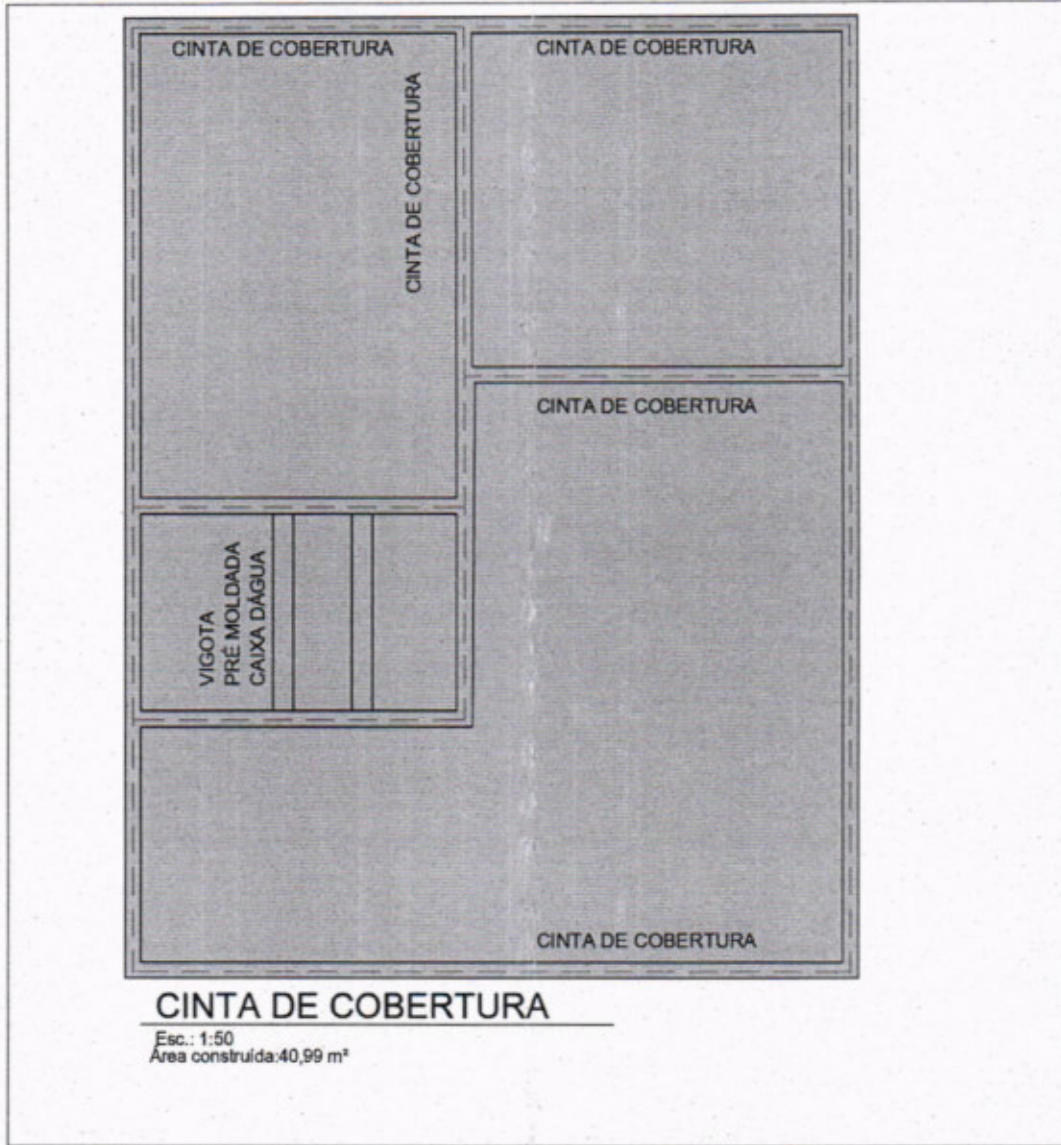 CINTA DE COBERTURA
CINTA DE COBERTURA
CINTA DE COBERTURA
CINTA DE COBERTURA
VIGOTA
PRÉ MOLDADA
CAIXA DÁGUA
CINTA DE COBERTURA
CINTA DE COBERTURA
Esc.: 1:50
Área construída:40,99 m²